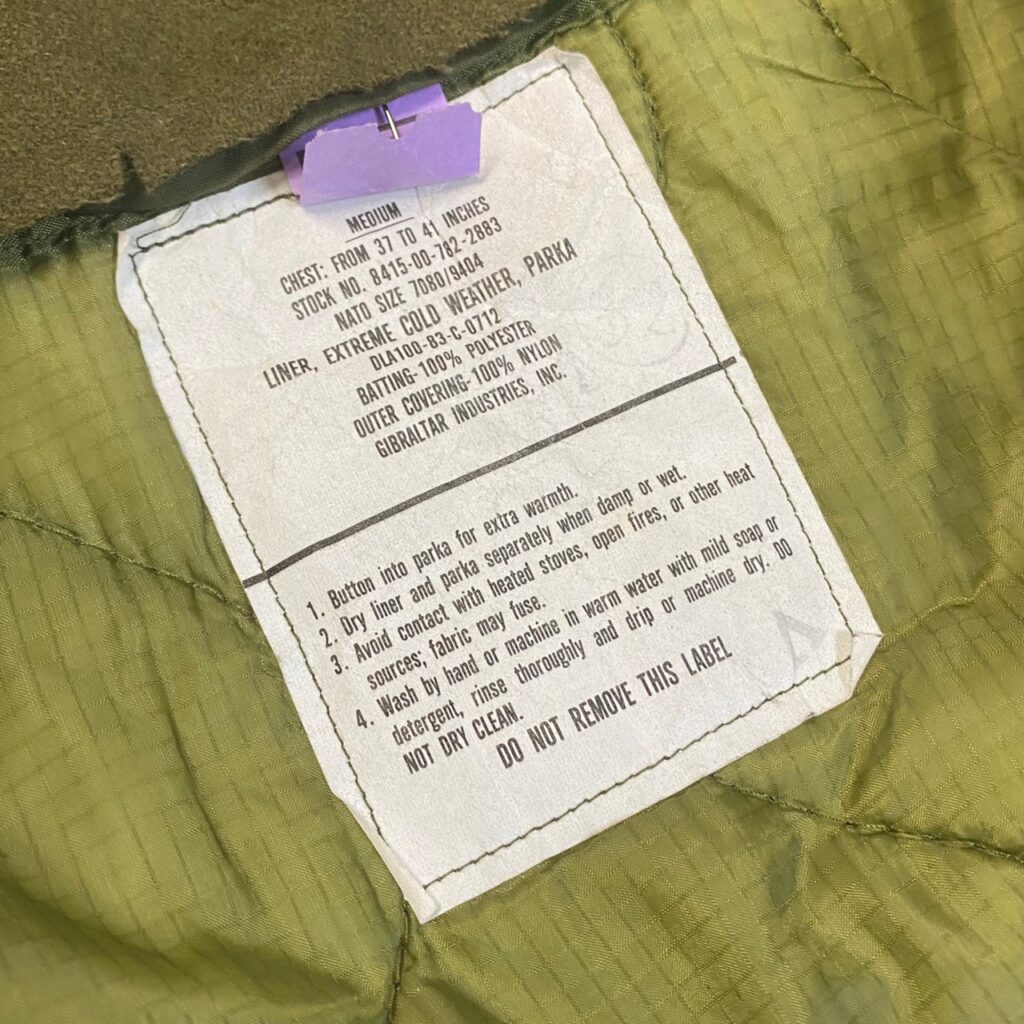 MEDIUM
CHEST: FROM 37 TO 41 INCHES
STOCK NO. 8415-00-782-2883
NATO SIZE 7080/9404
LINER, EXTREME COLD WEATHER, PARKA
DLA100-83-C-0712
BATTING-100% POLYESTER
OUTER COVERING-100% NYLON
GIBRALTAR INDUSTRIES, INC.
1. Button into parka for extra warmth.
2. Dry liner and parka separately when damp or wet.
3. Avoid contact with heated stoves, open fires, or other heat
sources; fabric may fuse.
4. Wash by hand or machine in warm water with mild soap or
detergent, rinse thoroughly and drip or machine dry. DO
NOT DRY CLEAN.
DO NOT REMOVE THIS LABEL